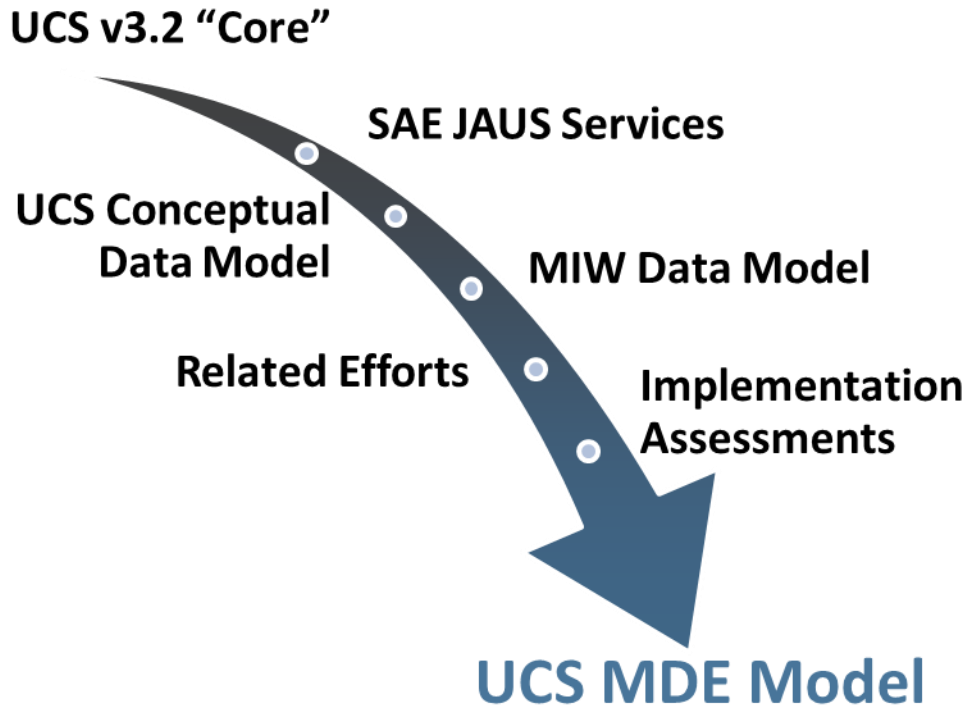 UCS v3.2 “Core”
SAE JAUS Services
UCS Conceptual
Data Model
MIW Data Model
Related Efforts
Implementation
Assessments
UCS MDE Model